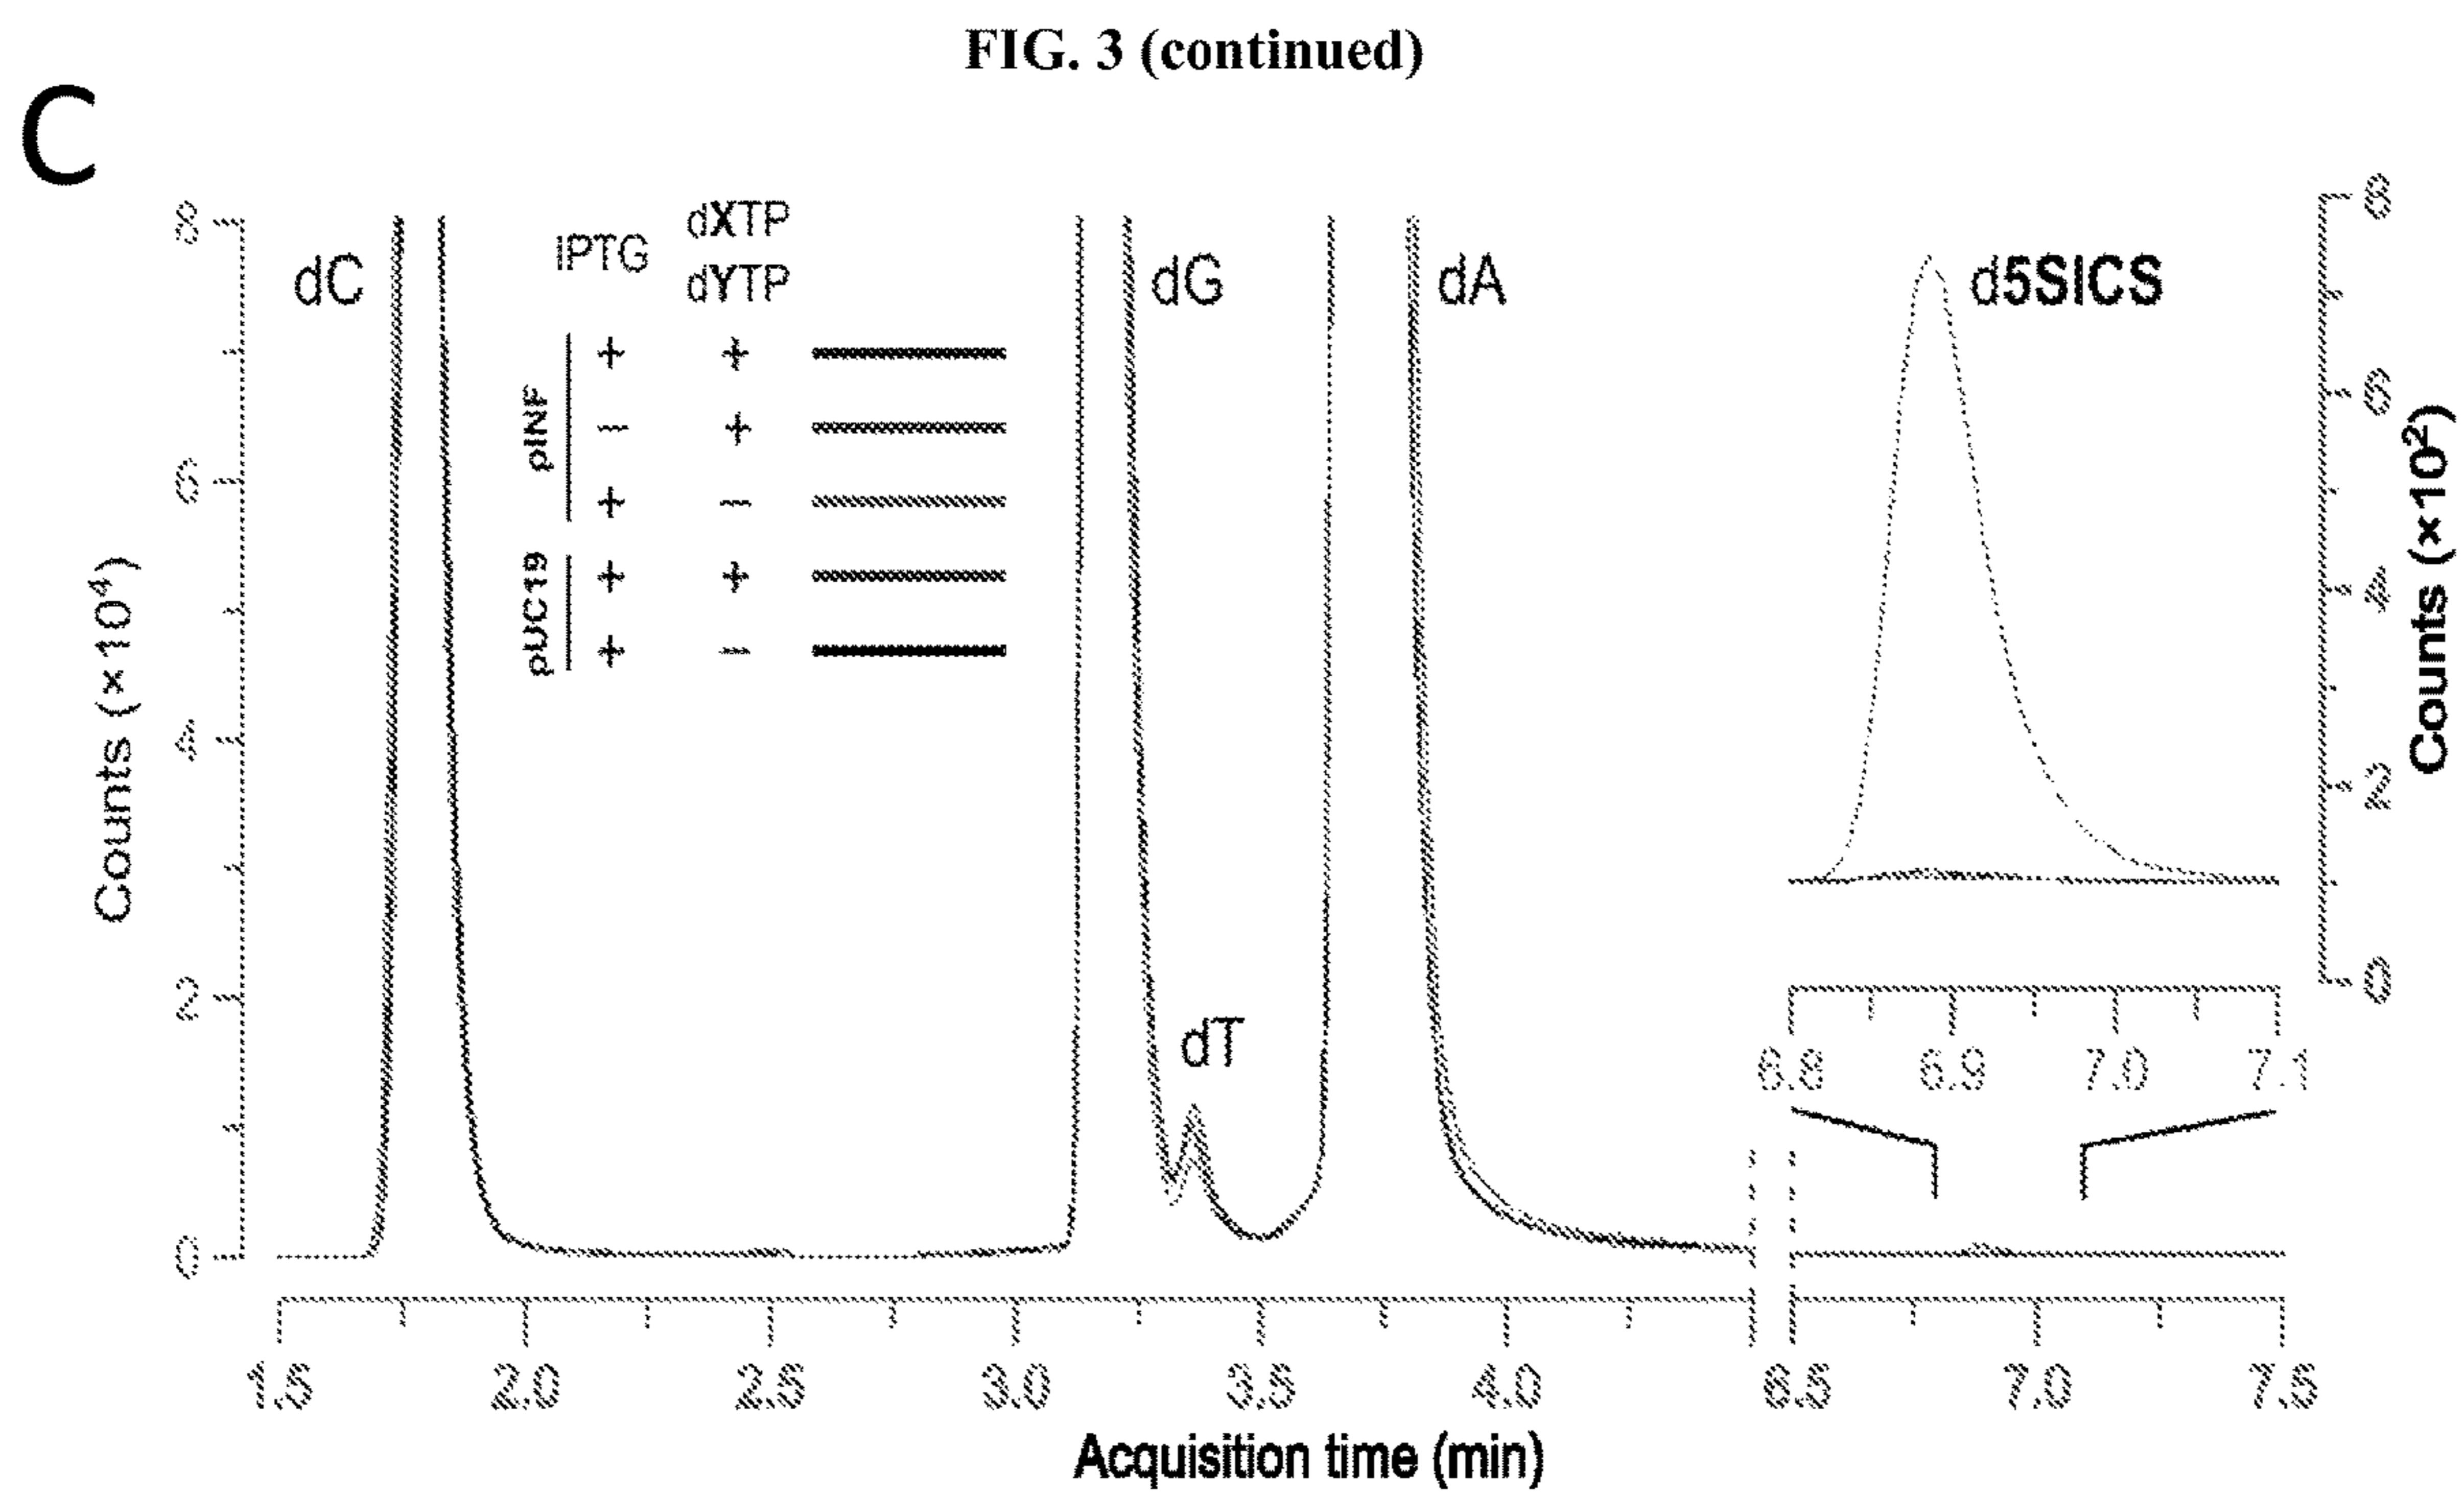 FIG. 3 (continued)
C
8
6
4
2
0
Counts (×10⁴)
dC
IPTG
dXTP
dYTP
pINF
+ +
− +
+ −
pUC19
+ +
+ −
dG
dT
dA
d5SICS
8
6
4
2
0
Counts (×10²)
6.8 6.9 7.0 7.1
1.5 2.0 2.5 3.0 3.5 4.0 6.5 7.0 7.5
Acquisition time (min)